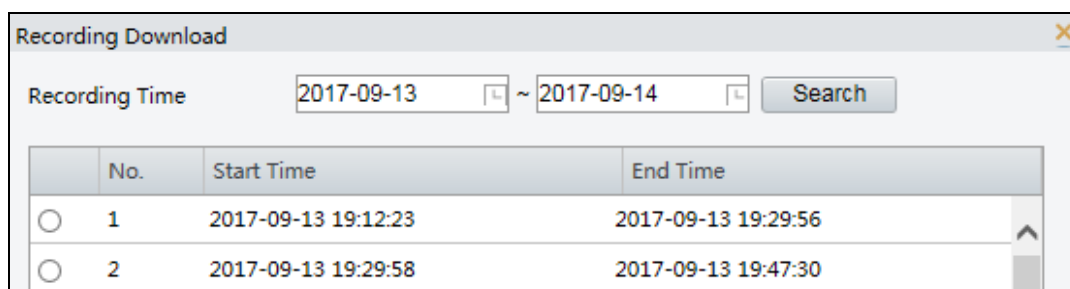 Recording Download
Recording Time 2017-09-13 ~ 2017-09-14 Search
No. Start Time End Time
1 2017-09-13 19:12:23 2017-09-13 19:29:56
2 2017-09-13 19:29:58 2017-09-13 19:47:30